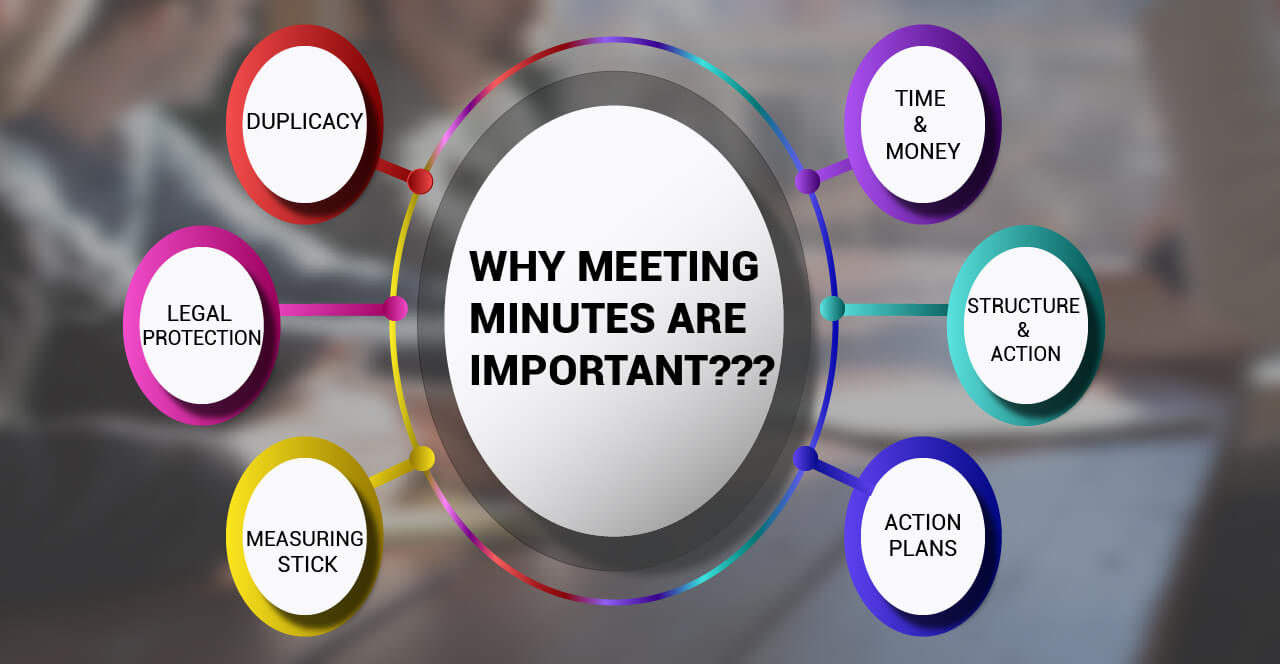 DUPLICACY
LEGAL
PROTECTION
MEASURING
STICK
WHY MEETING
MINUTES ARE
IMPORTANT???
TIME
&
MONEY
STRUCTURE
&
ACTION
ACTION
PLANS